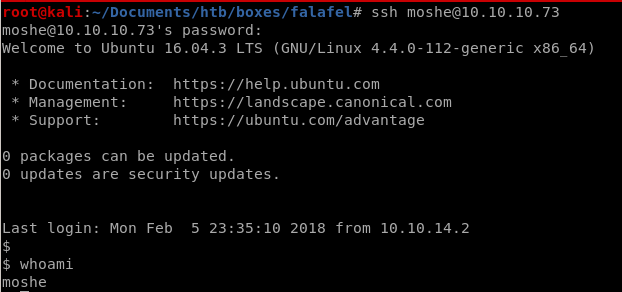 root@kali:~/Documents/htb/boxes/falafel# ssh moshe@10.10.10.73
moshe@10.10.10.73's password:
Welcome to Ubuntu 16.04.3 LTS (GNU/Linux 4.4.0-112-generic x86_64)
* Documentation:  https://help.ubuntu.com
* Management:     https://landscape.canonical.com
* Support:        https://ubuntu.com/advantage
0 packages can be updated.
0 updates are security updates.
Last login: Mon Feb  5 23:35:10 2018 from 10.10.14.2
$
$ whoami
moshe